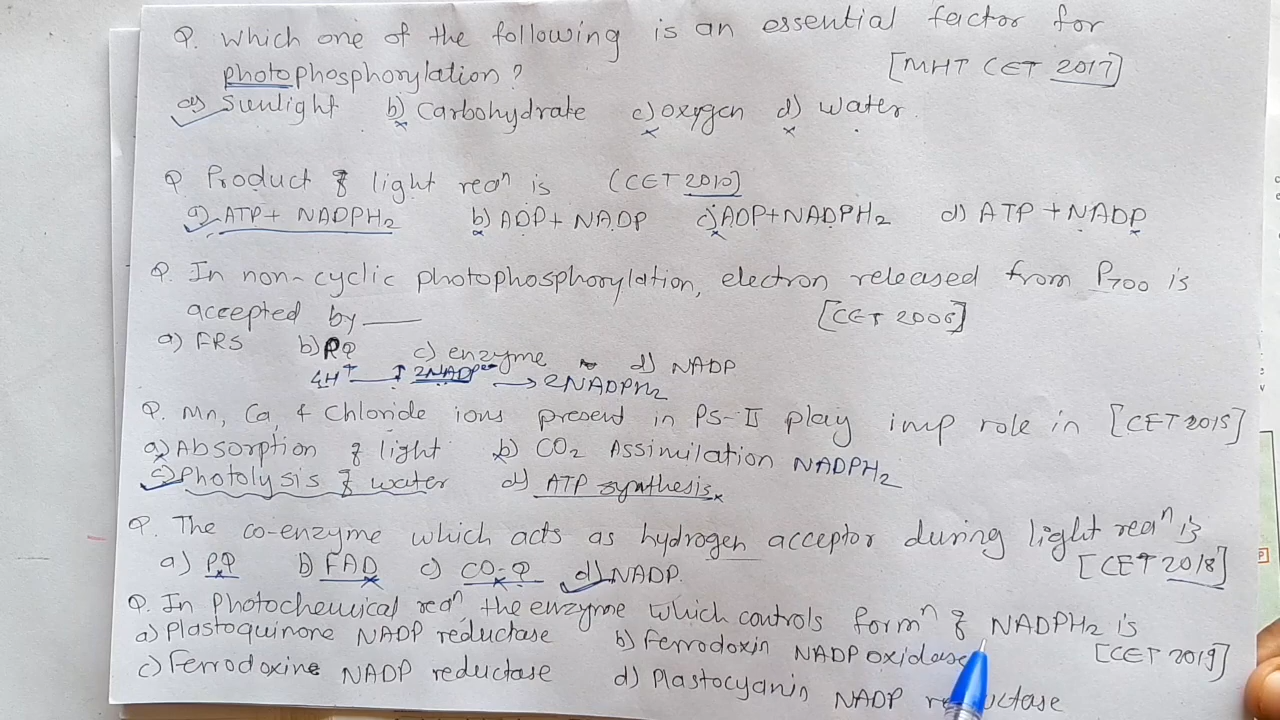 Q. Which one of the following is an essential factor for
photophosphorylation? [MHT CET 2017]
a) Sunlight b) Carbohydrate c) oxygen d) water.
Q Product of light reaⁿ is (CET 2010)
a) ATP + NADPH₂ b) ADP + NADP c) ADP+NADPH₂ d) ATP + NADP
Q. In non-cyclic photophosphorylation, electron released from P₇₀₀ is
accepted by — [CET 2006]
a) FRS b) PQ c) enzyme d) NADP
4H⁺ → 2NADP → 2NADPH₂
Q. Mn, Ca, & Chloride ions present in PS-II play imp role in [CET 2015]
a) Absorption of light b) CO₂ Assimilation NADPH₂
c) Photolysis of water d) ATP synthesis
Q. The co-enzyme which acts as hydrogen acceptor during light reaⁿ is
a) PQ b) FAD c) CO-Q d) NADP. [CET 2018]
Q. In Photochemical reaⁿ, the enzyme which controls formⁿ of NADPH₂ is
a) Plastoquinone NADP reductase b) Ferrodoxin NADP oxidase [CET 2019]
c) Ferrodoxine NADP reductase d) Plastocyanin NADP reductase